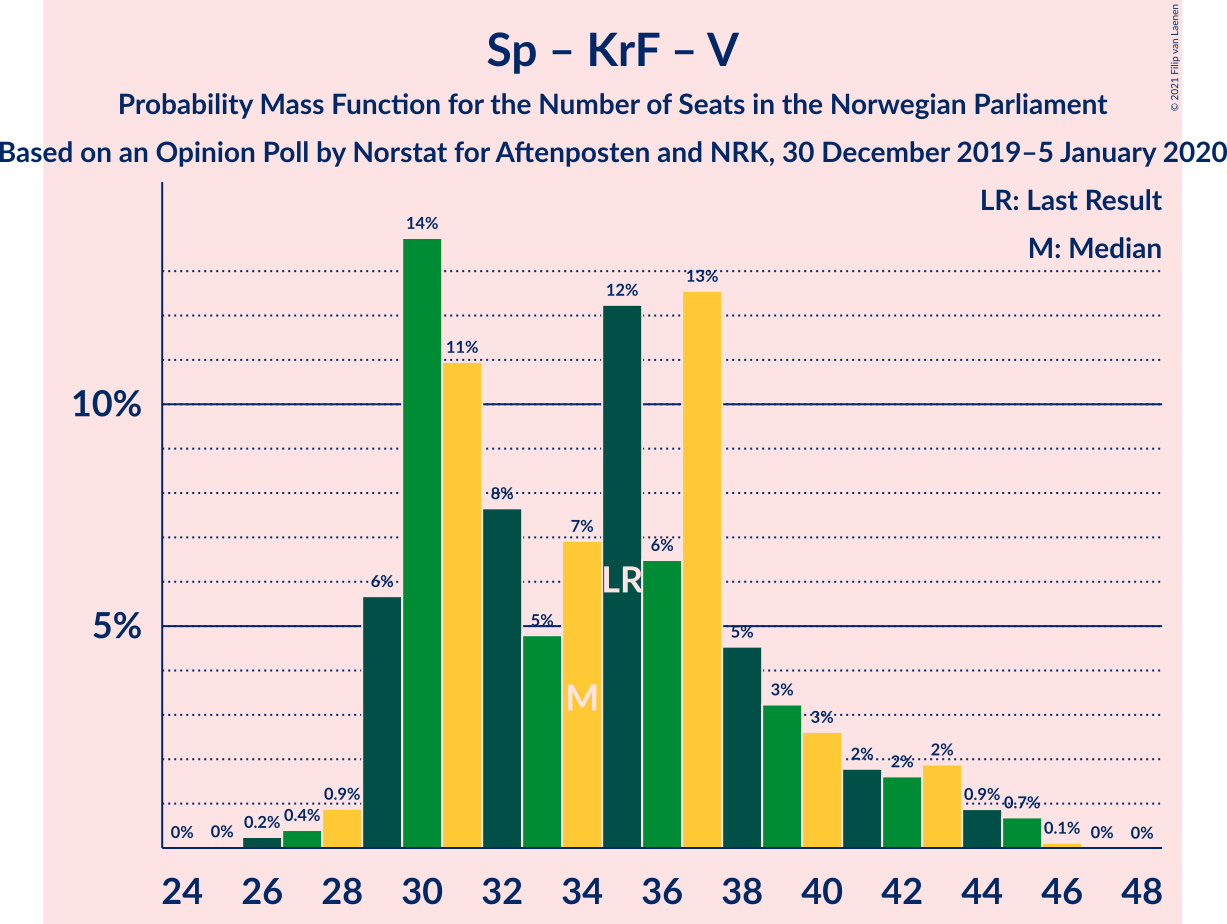 Sp – KrF – V
© 2021 Filip van Laenen
Probability Mass Function for the Number of Seats in the Norwegian Parliament
Based on an Opinion Poll by Norstat for Aftenposten and NRK, 30 December 2019–5 January 2020
LR: Last Result
M: Median
10%
5%
0% 0% 0.2% 0.4% 0.9% 6% 14% 11% 8% 5% 7% 12% 6% 13% 5% 3% 3% 2% 2% 2% 0.9% 0.7% 0.1% 0% 0%
LR
M
24 26 28 30 32 34 36 38 40 42 44 46 48